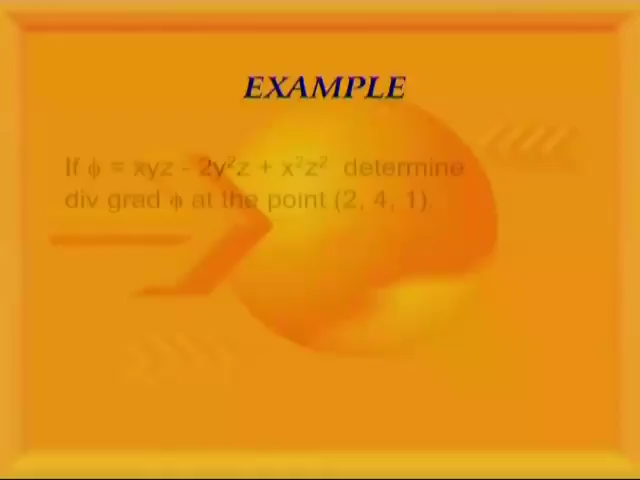 EXAMPLE
If ϕ = xyz - 2y²z + x²z² determine
div grad ϕ at the point (2, 4, 1).